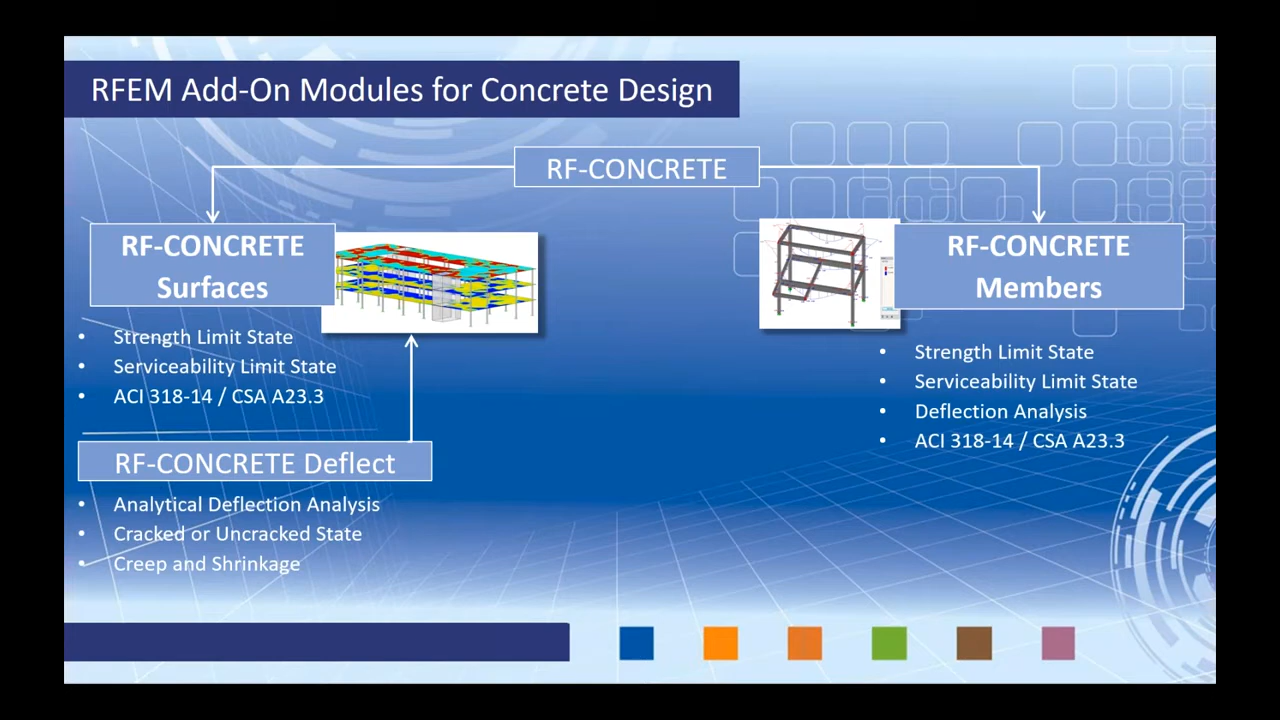 RFEM Add-On Modules for Concrete Design
RF-CONCRETE
RF-CONCRETE
Surfaces
• Strength Limit State
• Serviceability Limit State
• ACI 318-14 / CSA A23.3
RF-CONCRETE Deflect
• Analytical Deflection Analysis
• Cracked or Uncracked State
• Creep and Shrinkage
RF-CONCRETE
Members
• Strength Limit State
• Serviceability Limit State
• Deflection Analysis
• ACI 318-14 / CSA A23.3